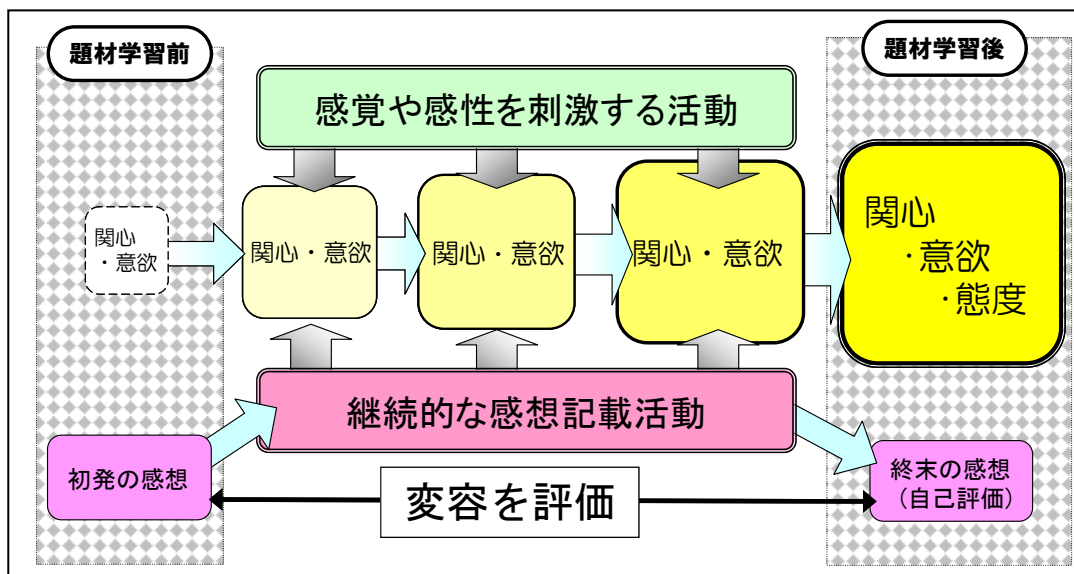 題材学習前
題材学習後
感覚や感性を刺激する活動
関心
・意欲
関心・意欲
関心・意欲
関心・意欲
関心
・意欲
・態度
継続的な感想記載活動
初発の感想
変容を評価
終末の感想
（自己評価）